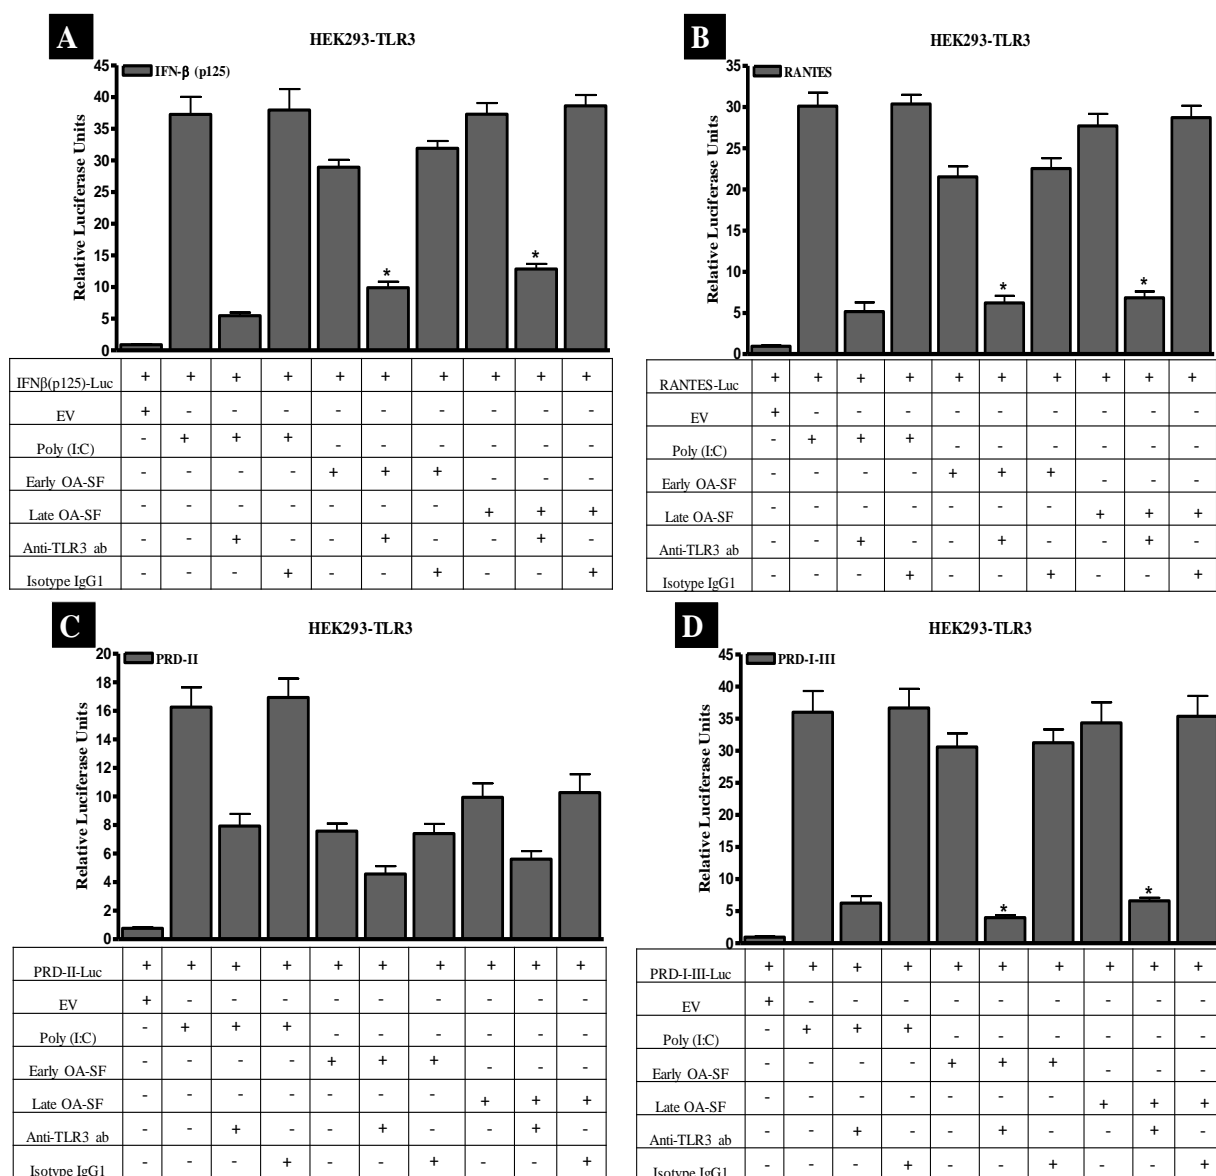 A
HEK293-TLR3
IFN-β (p125)
Relative Luciferase Units
45
40
35
30
25
20
15
10
5
0
* *
IFNβ(p125)-Luc + + + + + + + + + +
EV + - - - - - - - - -
Poly (I:C) - + + + - - - - - -
Early OA-SF - - - - + + + - - -
Late OA-SF - - - - - - - + + +
Anti-TLR3 ab - - + - - + - - + -
Isotype IgG1 - - - + - - + - - +
B
HEK293-TLR3
RANTES
Relative Luciferase Units
35
30
25
20
15
10
5
0
* *
RANTES-Luc + + + + + + + + + +
EV + - - - - - - - - -
Poly (I:C) - + + + - - - - - -
Early OA-SF - - - - + + + - - -
Late OA-SF - - - - - - - + + +
Anti-TLR3 ab - - + - - + - - + -
Isotype IgG1 - - - + - - + - - +
C
HEK293-TLR3
PRD-II
Relative Luciferase Units
20
18
16
14
12
10
8
6
4
2
0
PRD-II-Luc + + + + + + + + + +
EV + - - - - - - - - -
Poly (I:C) - + + + - - - - - -
Early OA-SF - - - - + + + - - -
Late OA-SF - - - - - - - + + +
Anti-TLR3 ab - - + - - + - - + -
Isotype IgG1 - - - + - - + - - +
D
HEK293-TLR3
PRD-I-III
Relative Luciferase Units
45
40
35
30
25
20
15
10
5
0
* *
PRD-I-III-Luc + + + + + + + + + +
EV + - - - - - - - - -
Poly (I:C) - + + + - - - - - -
Early OA-SF - - - - + + + - - -
Late OA-SF - - - - - - - + + +
Anti-TLR3 ab - - + - - + - - + -
Isotype IgG1 - - - + - - + - - +